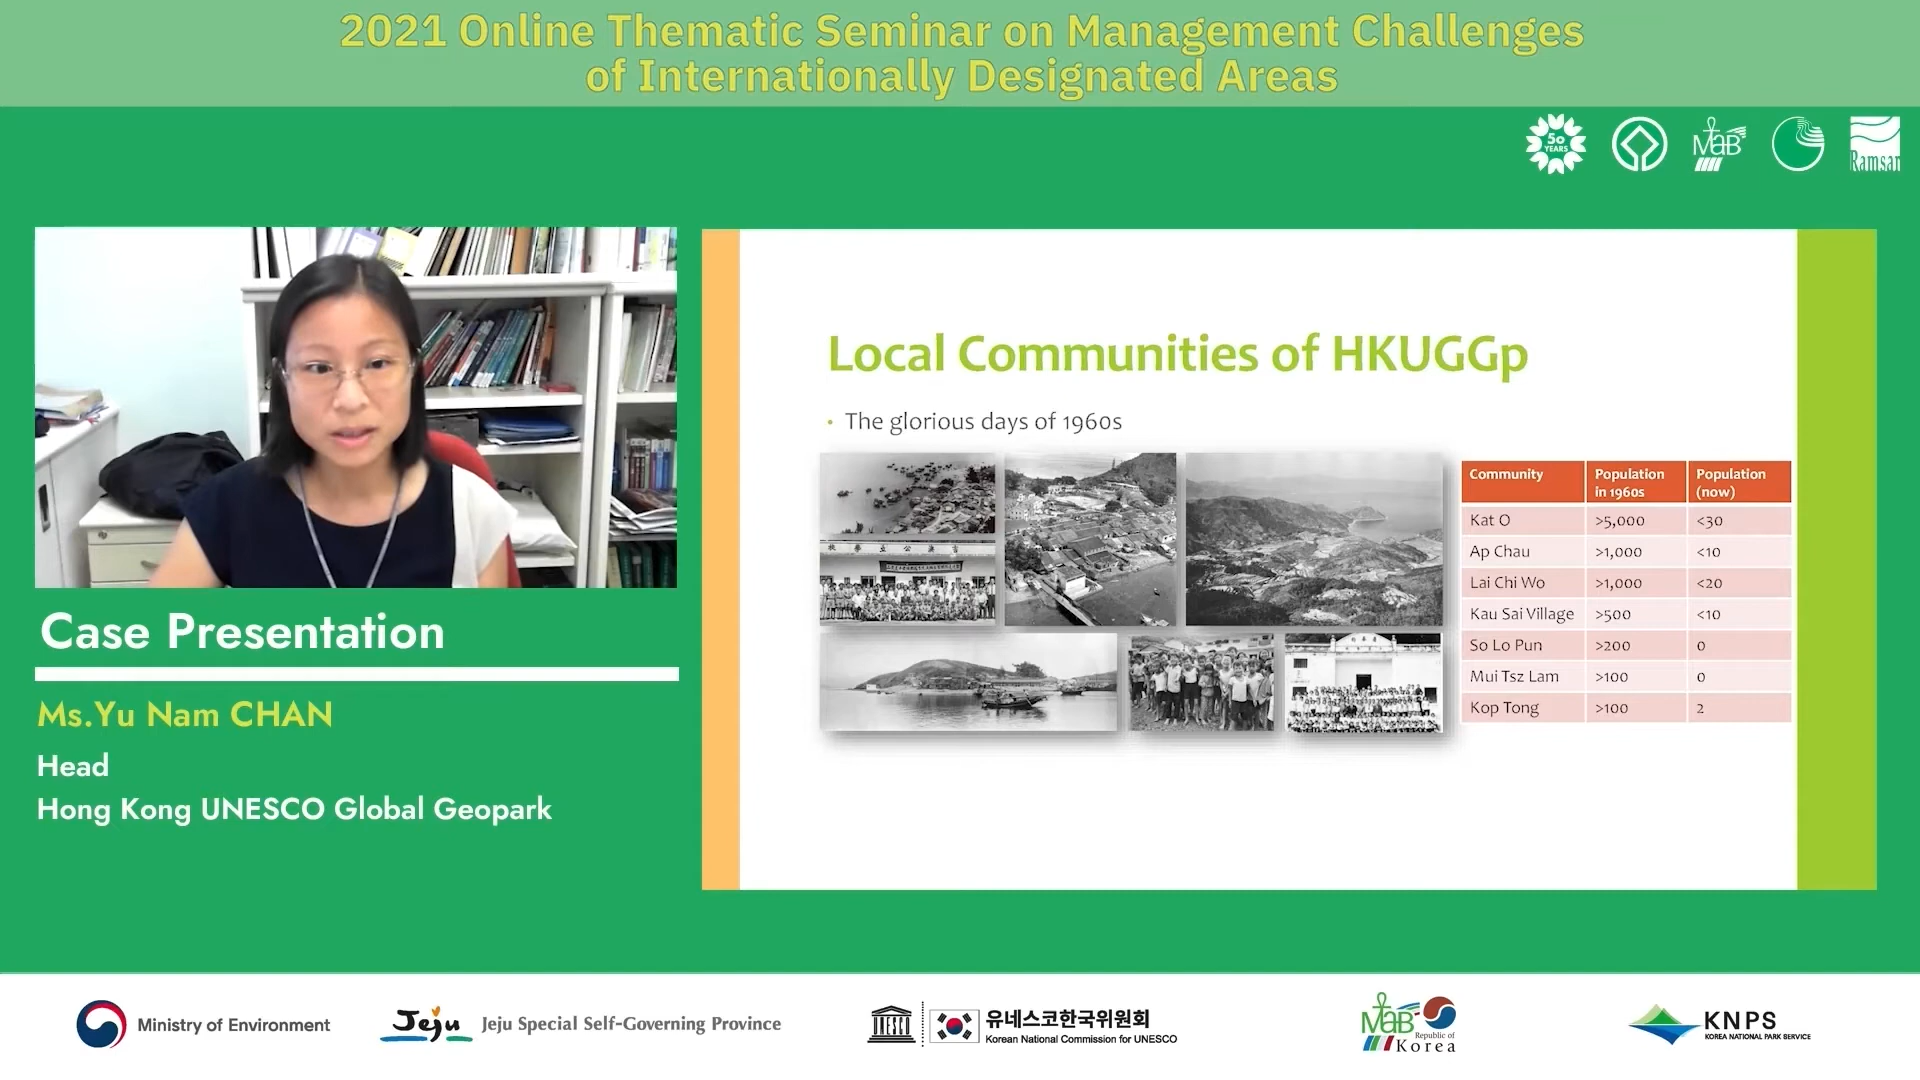 2021 Online Thematic Seminar on Management Challenges
of Internationally Designated Areas
50
YEARS
MaB
Ramsar
Local Communities of HKUGGp
• The glorious days of 1960s
Community Population in 1960s Population (now)
Kat O >5,000 <30
Ap Chau >1,000 <10
Lai Chi Wo >1,000 <20
Kau Sai Village >500 <10
So Lo Pun >200 0
Mui Tsz Lam >100 0
Kop Tong >100 2
Case Presentation
Ms.Yu Nam CHAN
Head
Hong Kong UNESCO Global Geopark
Ministry of Environment
Jeju
Jeju Special Self-Governing Province
UNESCO
유네스코한국위원회
Korean National Commission for UNESCO
MaB
Republic of
Korea
KNPS
KOREA NATIONAL PARK SERVICE